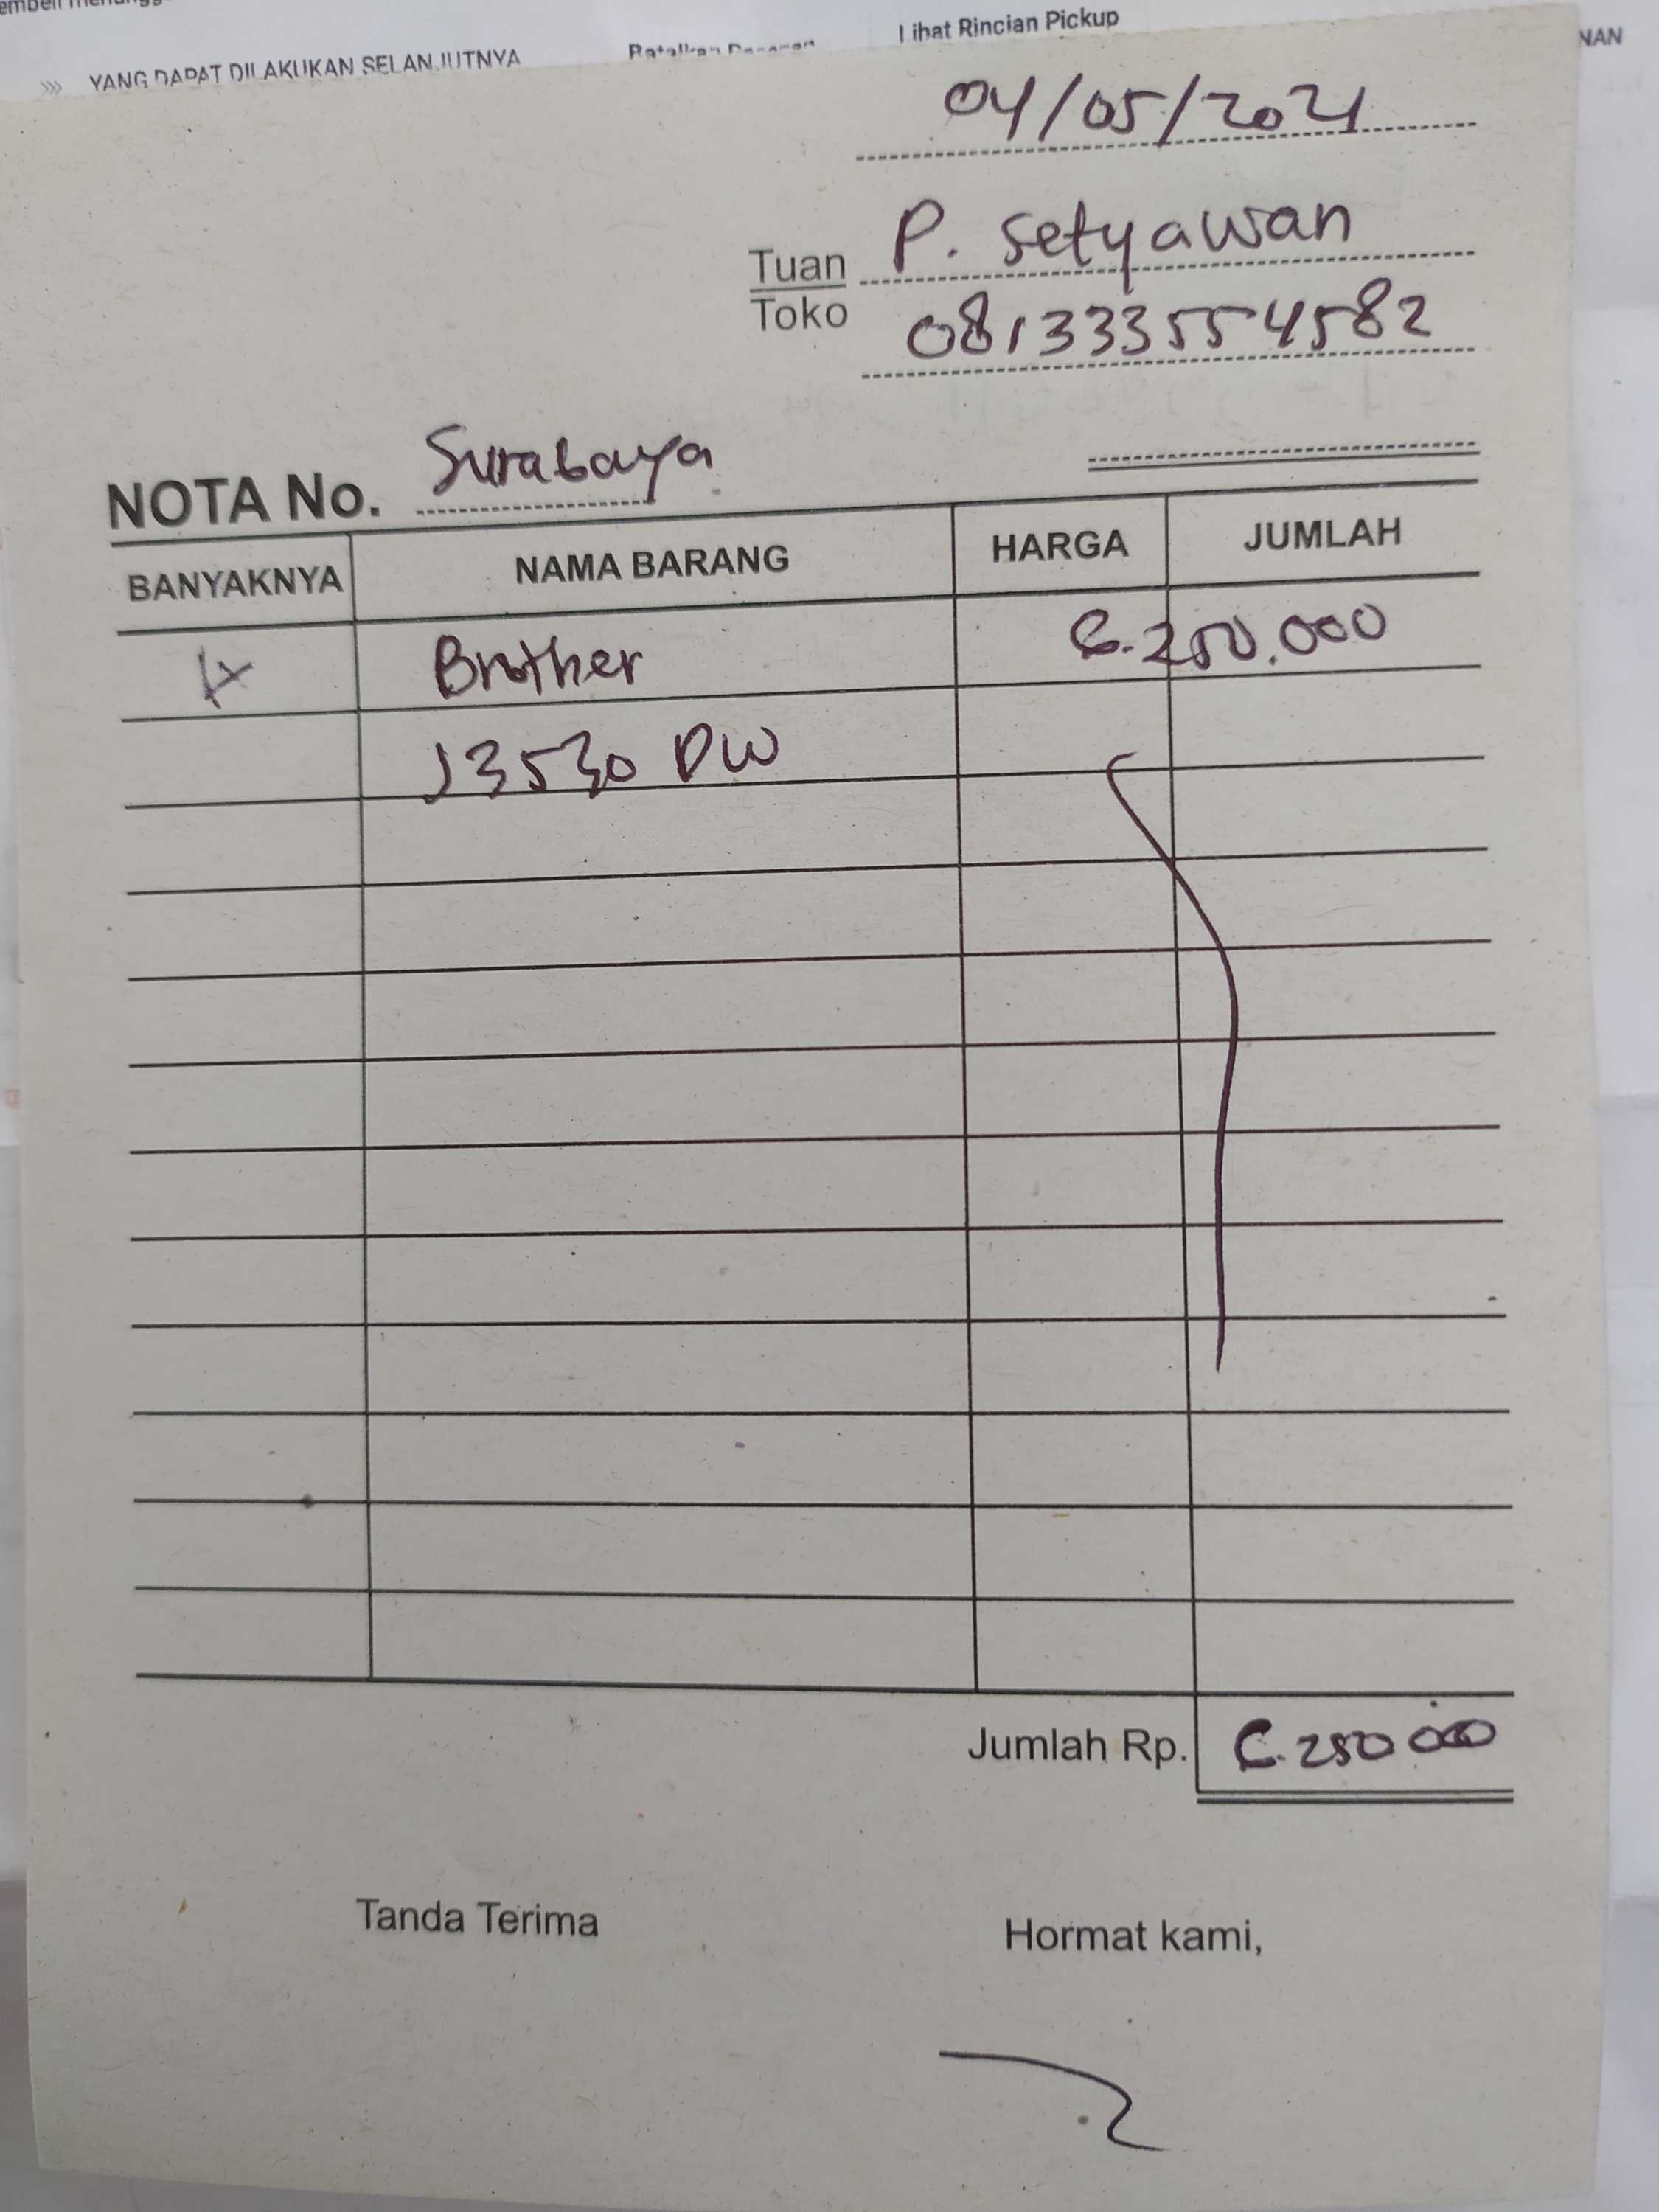 Lihat Rincian Pickup
NAN
YANG DAPAT DILAKUKAN SELANJUTNYA
04/05/2021
Tuan P. Setyawan
Toko 081333554582
NOTA No. Surabaya
BANYAKNYA NAMA BARANG HARGA JUMLAH
1x Brother 6.250.000
J3530 DW
Jumlah Rp. 6.250.000
Tanda Terima Hormat kami,